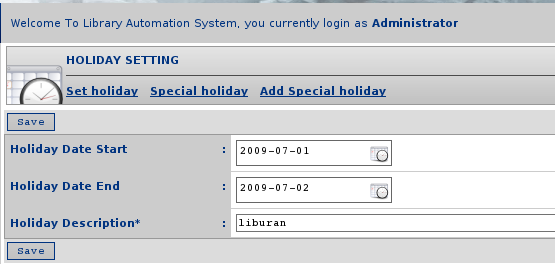 Welcome To Library Automation System, you currently login as Administrator
HOLIDAY SETTING
Set holiday Special holiday Add Special holiday
Save
Holiday Date Start : 2009-07-01
Holiday Date End : 2009-07-02
Holiday Description* : liburan
Save